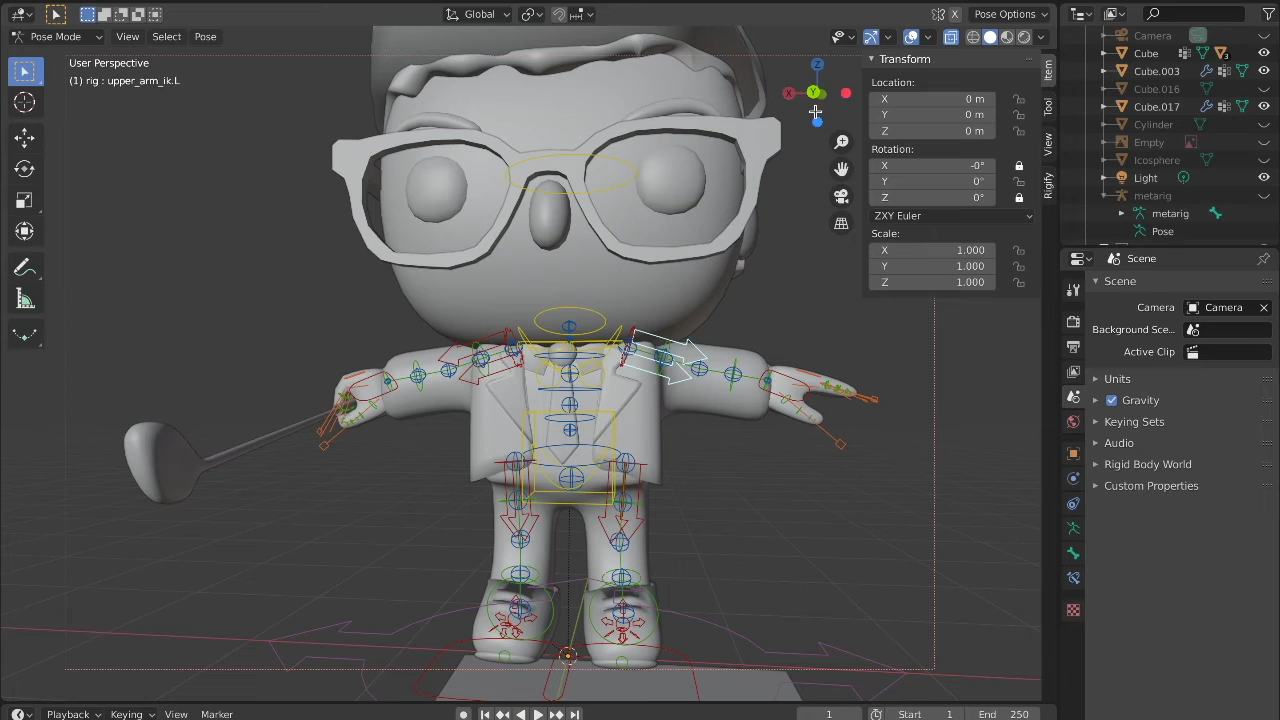 Global
Pose Options
X
Pose Mode
View
Select
Pose
User Perspective
(1) rig : upper_arm_ik.L
Z
X
Y
Transform
Location:
X 0 m
Y 0 m
Z 0 m
Rotation:
X -0°
Y 0°
Z 0°
ZXY Euler
Scale:
X 1.000
Y 1.000
Z 1.000
Item
Tool
View
Rigify
Camera
Cube
3
Cube.003
Cube.016
Cube.017
Cylinder
Empty
Icosphere
Light
metarig
metarig
Pose
Scene
Scene
Camera Camera
Background Sce...
Active Clip
Units
Gravity
Keying Sets
Audio
Rigid Body World
Custom Properties
Playback
Keying
View
Marker
1
Start 1
End 250